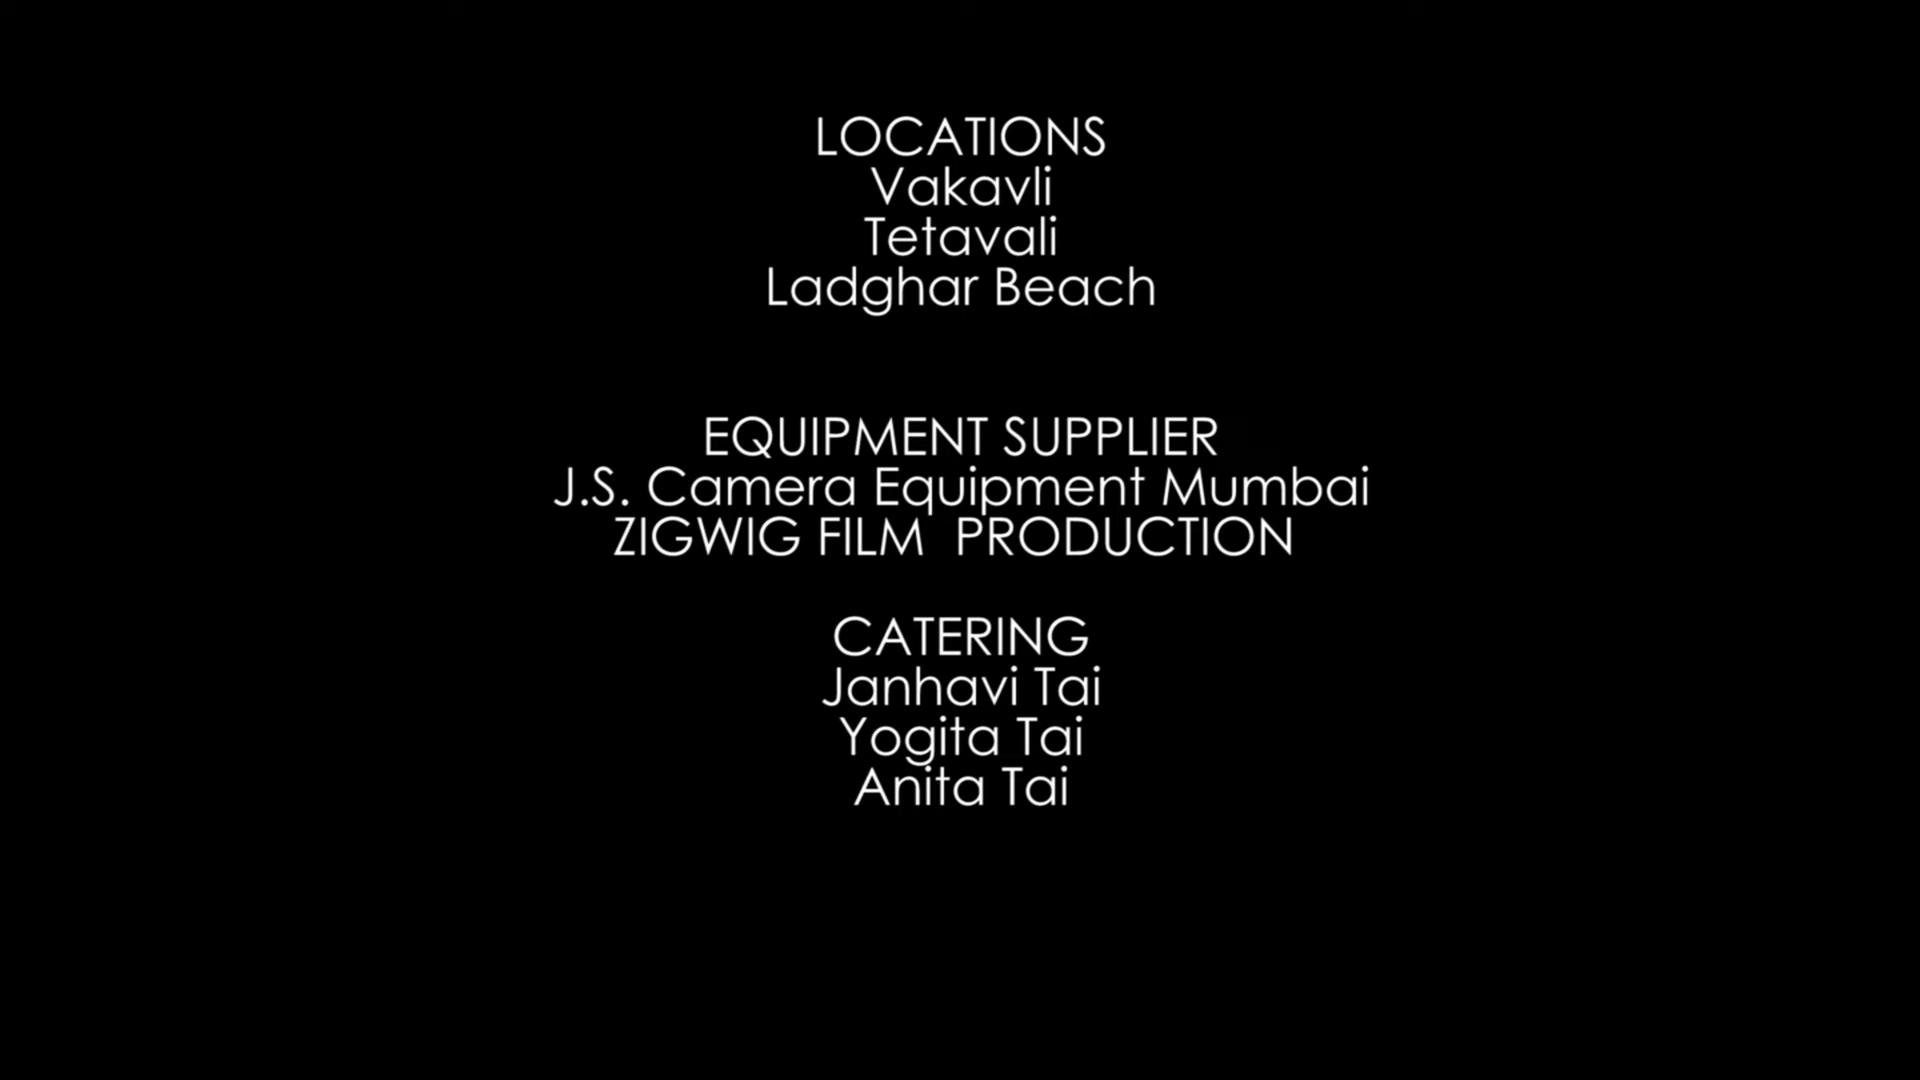 LOCATIONS
Vakavli
Tetavali
Ladghar Beach
EQUIPMENT SUPPLIER
J.S. Camera Equipment Mumbai
ZIGWIG FILM  PRODUCTION
CATERING
Janhavi Tai
Yogita Tai
Anita Tai